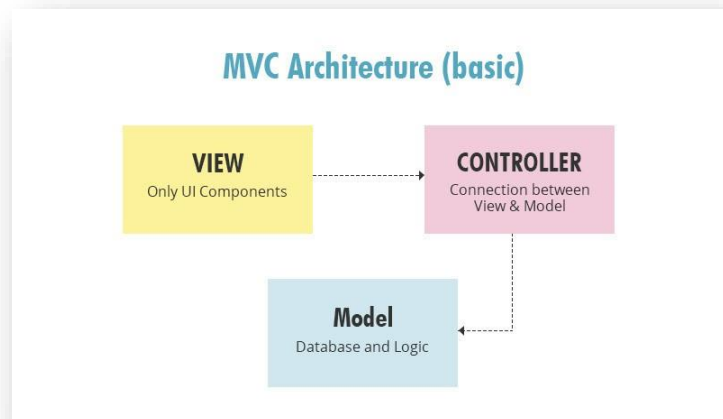 MVC Architecture (basic)
VIEW
Only UI Components
CONTROLLER
Connection between
View & Model
Model
Database and Logic